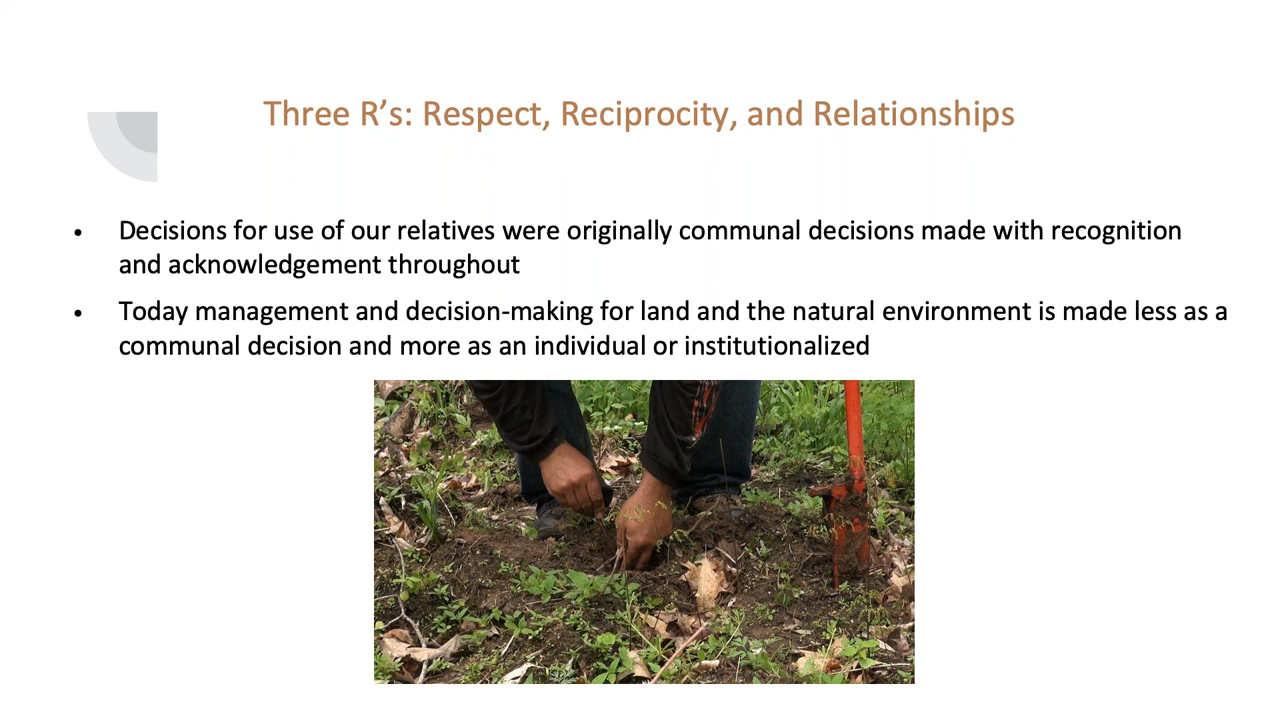 Three R’s: Respect, Reciprocity, and Relationships
• Decisions for use of our relatives were originally communal decisions made with recognition
and acknowledgement throughout
• Today management and decision-making for land and the natural environment is made less as a
communal decision and more as an individual or institutionalized